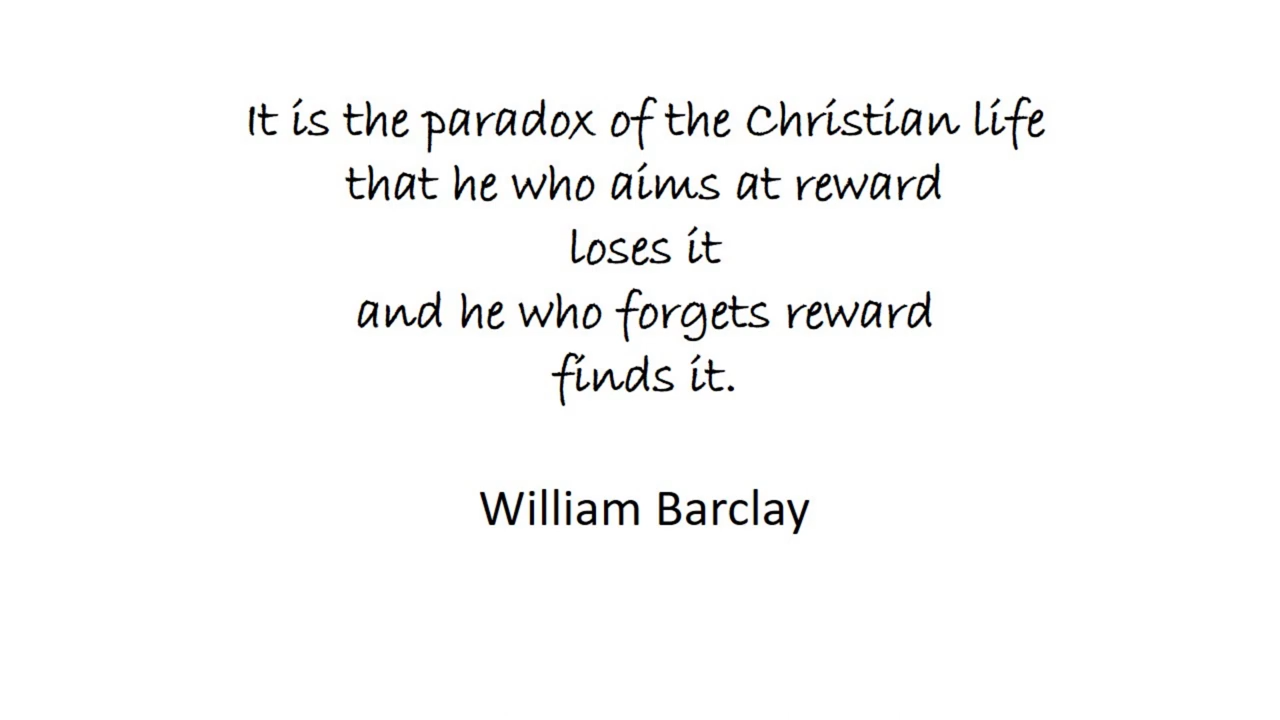 It is the paradox of the Christian life
that he who aims at reward
loses it
and he who forgets reward
finds it.
William Barclay